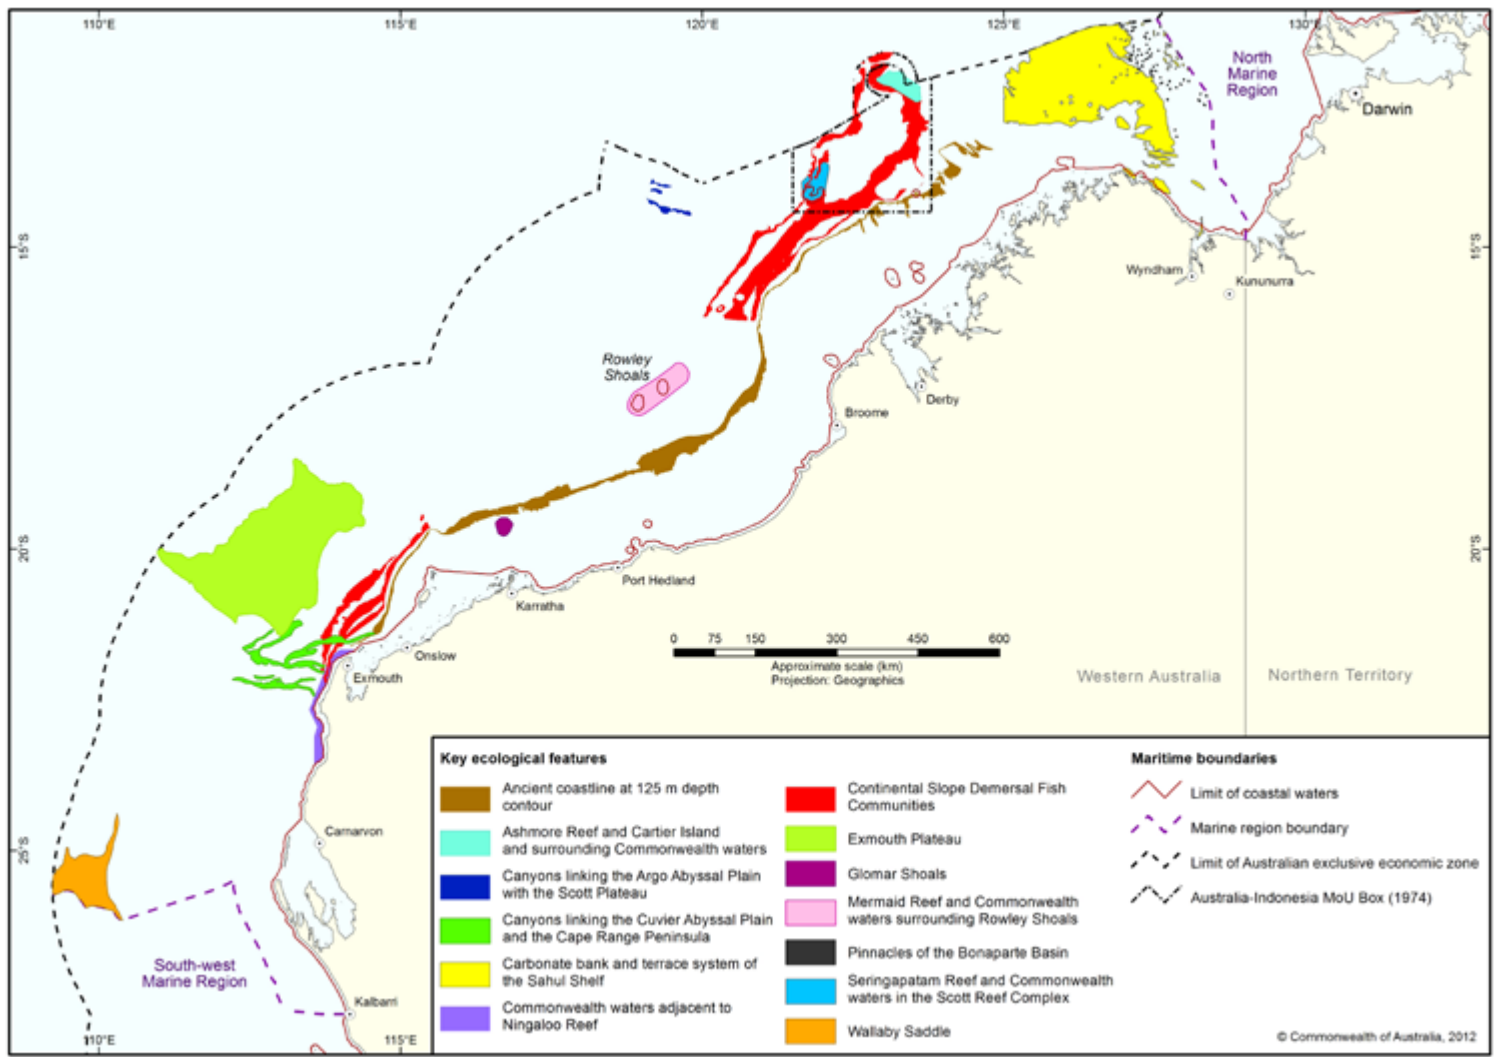 110°E
115°E
120°E
125°E
130°E
North
Marine
Region
Darwin
15°S
15°S
Wyndham
Kununurra
Rowley
Shoals
Derby
Broome
20°S
20°S
Port Hedland
Karratha
0 75 150 300 450 600
Approximate scale (km)
Projection: Geographics
Onslow
Exmouth
Western Australia
Northern Territory
Carnarvon
25°S
South-west
Marine Region
Kalbarri
110°E
115°E
Key ecological features
Ancient coastline at 125 m depth
contour
Ashmore Reef and Cartier Island
and surrounding Commonwealth waters
Canyons linking the Argo Abyssal Plain
with the Scott Plateau
Canyons linking the Cuvier Abyssal Plain
and the Cape Range Peninsula
Carbonate bank and terrace system of
the Sahul Shelf
Commonwealth waters adjacent to
Ningaloo Reef
Continental Slope Demersal Fish
Communities
Exmouth Plateau
Glomar Shoals
Mermaid Reef and Commonwealth
waters surrounding Rowley Shoals
Pinnacles of the Bonaparte Basin
Seringapatam Reef and Commonwealth
waters in the Scott Reef Complex
Wallaby Saddle
Maritime boundaries
Limit of coastal waters
Marine region boundary
Limit of Australian exclusive economic zone
Australia-Indonesia MoU Box (1974)
© Commonwealth of Australia, 2012